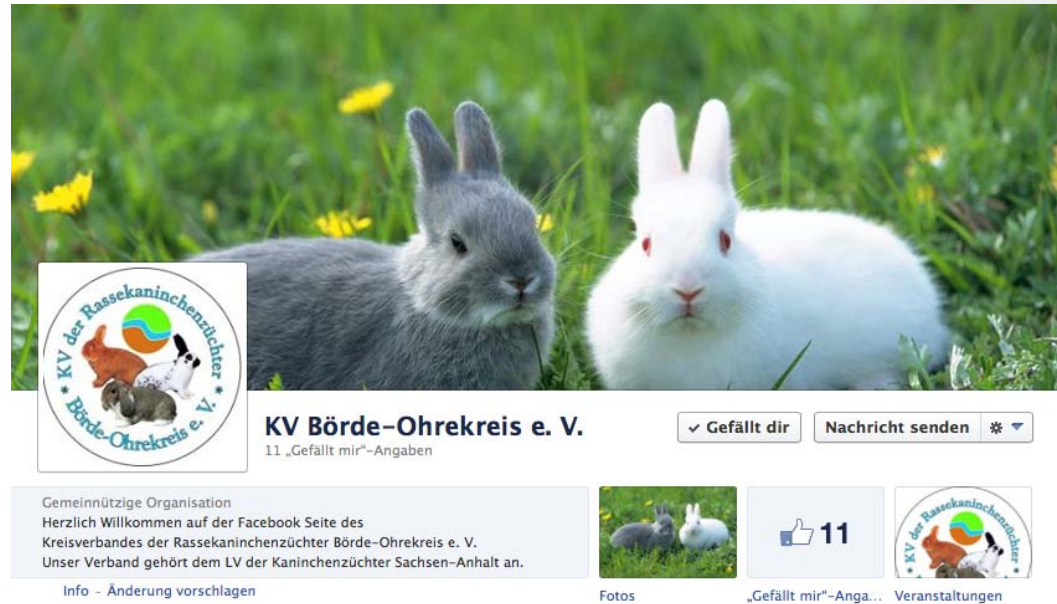 KV der Rassekaninchenzüchter
Börde-Ohrekreis e. V.
KV Börde-Ohrekreis e. V.
11 „Gefällt mir“-Angaben
Gefällt dir
Nachricht senden
Gemeinnützige Organisation
Herzlich Willkommen auf der Facebook Seite des
Kreisverbandes der Rassekaninchenzüchter Börde-Ohrekreis e. V.
Unser Verband gehört dem LV der Kaninchenzüchter Sachsen-Anhalt an.
Info - Änderung vorschlagen
Fotos
11
„Gefällt mir“-Anga...
KV der Rassekaninchenzüchter
Veranstaltungen